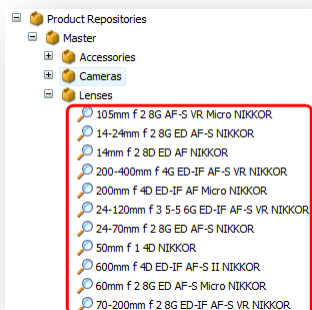 Product Repositories
Master
Accessories
Cameras
Lenses
105mm f 2 8G AF-S VR Micro NIKKOR
14-24mm f 2 8G ED AF-S NIKKOR
14mm f 2 8D ED AF NIKKOR
200-400mm f 4G ED-IF AF-S VR NIKKOR
200mm f 4D ED-IF AF Micro NIKKOR
24-120mm f 3 5-5 6G ED-IF AF-S VR NIKKOR
24-70mm f 2 8G ED AF-S NIKKOR
50mm f 1 4D NIKKOR
600mm f 4D ED-IF AF-S II NIKKOR
60mm f 2 8G ED AF-S Micro NIKKOR
70-200mm f 2 8G ED-IF AF-S VR NIKKOR